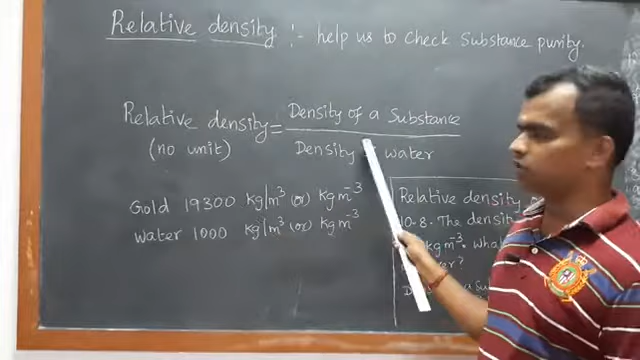 Relative density :- help us to Check Substance purity.
Relative density = Density of a Substance
(no unit) Density water
Gold 19300 kg/m³ (or) kgm⁻³
water 1000 kg/m³ (or) kgm⁻³
Relative density
10.8. The densit
kgm⁻³. wha